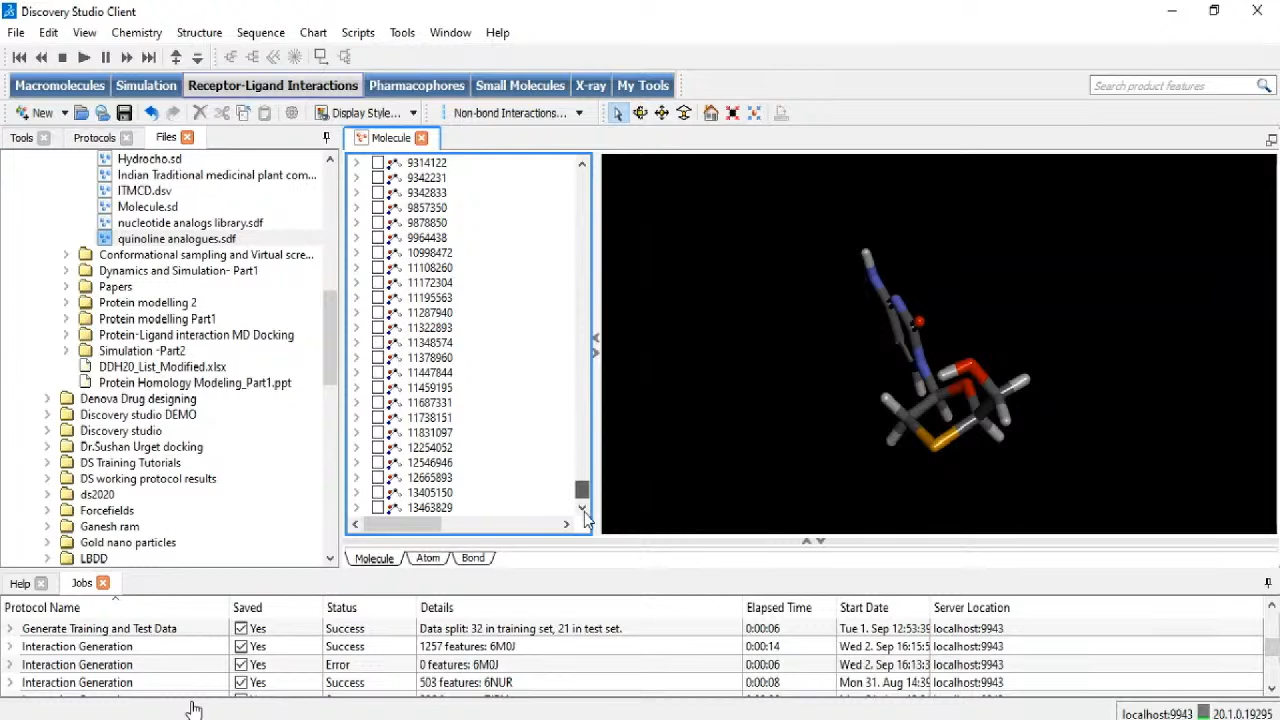 Discovery Studio Client
File Edit View Chemistry Structure Sequence Chart Scripts Tools Window Help
Macromolecules Simulation Receptor-Ligand Interactions Pharmacophores Small Molecules X-ray My Tools Search product features
New Display Style... Non-bond Interactions...
Tools Protocols Files Molecule
Hydrocho.sd
Indian Traditional medicinal plant com...
ITMCD.dsv
Molecule.sd
nucleotide analogs library.sdf
quinoline analogues.sdf
Conformational sampling and Virtual scre...
Dynamics and Simulation- Part1
Papers
Protein modelling 2
Protein modelling Part1
Protein-Ligand interaction MD Docking
Simulation -Part2
DDH20_List_Modified.xlsx
Protein Homology Modeling_Part1.ppt
Denova Drug designing
Discovery studio DEMO
Discovery studio
Dr.Sushan Urget docking
DS Training Tutorials
DS working protocol results
ds2020
Forcefields
Ganesh ram
Gold nano particles
LBDD
9314122
9342231
9342833
9857350
9878850
9964438
10998472
11108260
11172304
11195563
11287940
11322893
11348574
11378960
11447844
11459195
11687331
11738151
11831097
12254052
12546946
12665893
13405150
13463829
Molecule Atom Bond
Help Jobs
Protocol Name Saved Status Details Elapsed Time Start Date Server Location
Generate Training and Test Data Yes Success Data split: 32 in training set, 21 in test set. 0:00:06 Tue 1. Sep 12:53:39 localhost:9943
Interaction Generation Yes Success 1257 features: 6M0J 0:00:14 Wed 2. Sep 16:15:5 localhost:9943
Interaction Generation Yes Error 0 features: 6M0J 0:00:06 Wed 2. Sep 16:13:3 localhost:9943
Interaction Generation Yes Success 503 features: 6NUR 0:00:08 Mon 31. Aug 14:39 localhost:9943
localhost:9943 20.1.0.19295